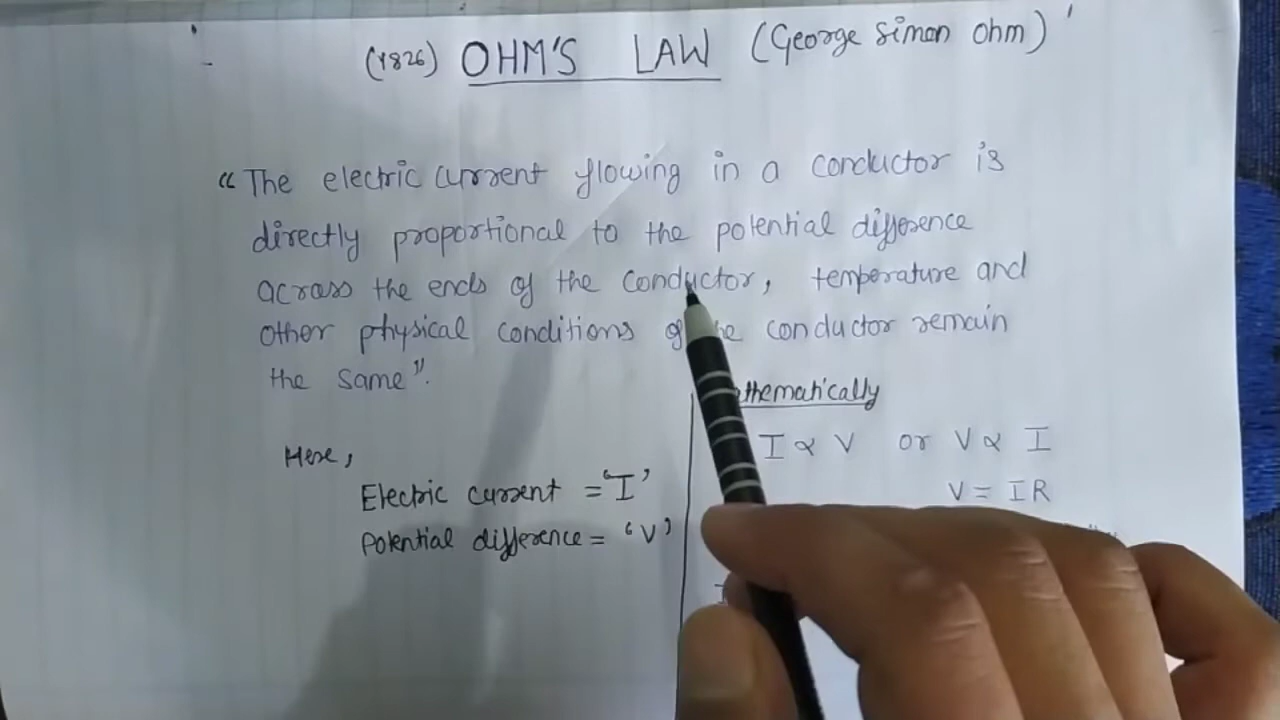 (1826) OHM'S LAW (George Simon Ohm)
"The electric current flowing in a conductor is
directly proportional to the potential difference
across the ends of the conductor, temperature and
other physical conditions of conductor remain
the same".
Here,
Electric current = 'I'
Potential difference = 'V'
thematically
I ∝ V or V ∝ I
V = IR